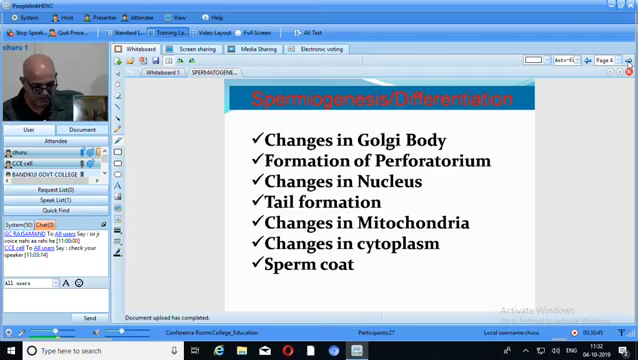 PeoplelinkHDVC
System Host Presenter Attendee View Help
Stop Speak.. Quit Prese.. Standard L.. Training La.. Video Layout Full Screen AV Test
churu 1
Whiteboard Screen sharing Media Sharing Electronic voting
Page 4
Whiteboard 1 SPERMATOGENE..
Spermiogenesis/Differentiation
✓Changes in Golgi Body
✓Formation of Perforatorium
✓Changes in Nucleus
✓Tail formation
✓Changes in Mitochondria
✓Changes in cytoplasm
✓Sperm coat
User Document
Attendee
churu
CCE cell
BANDIKUI GOVT COLLEGE
Request List(0)
Speak List(1)
Quick Find
System(50) Chat(0)
GC RAJSAMAND To All users Say : sir ji
voice nahi aa rahi he [11:00:00]
CCE cell To All users Say : check your
speaker [11:03:14]
All users
Send
Activate Windows
Document upload has completed.
Conference Room:College_Education Participants:27 Local username:churu 00:30:45
Type here to search
11:32
04-10-2019